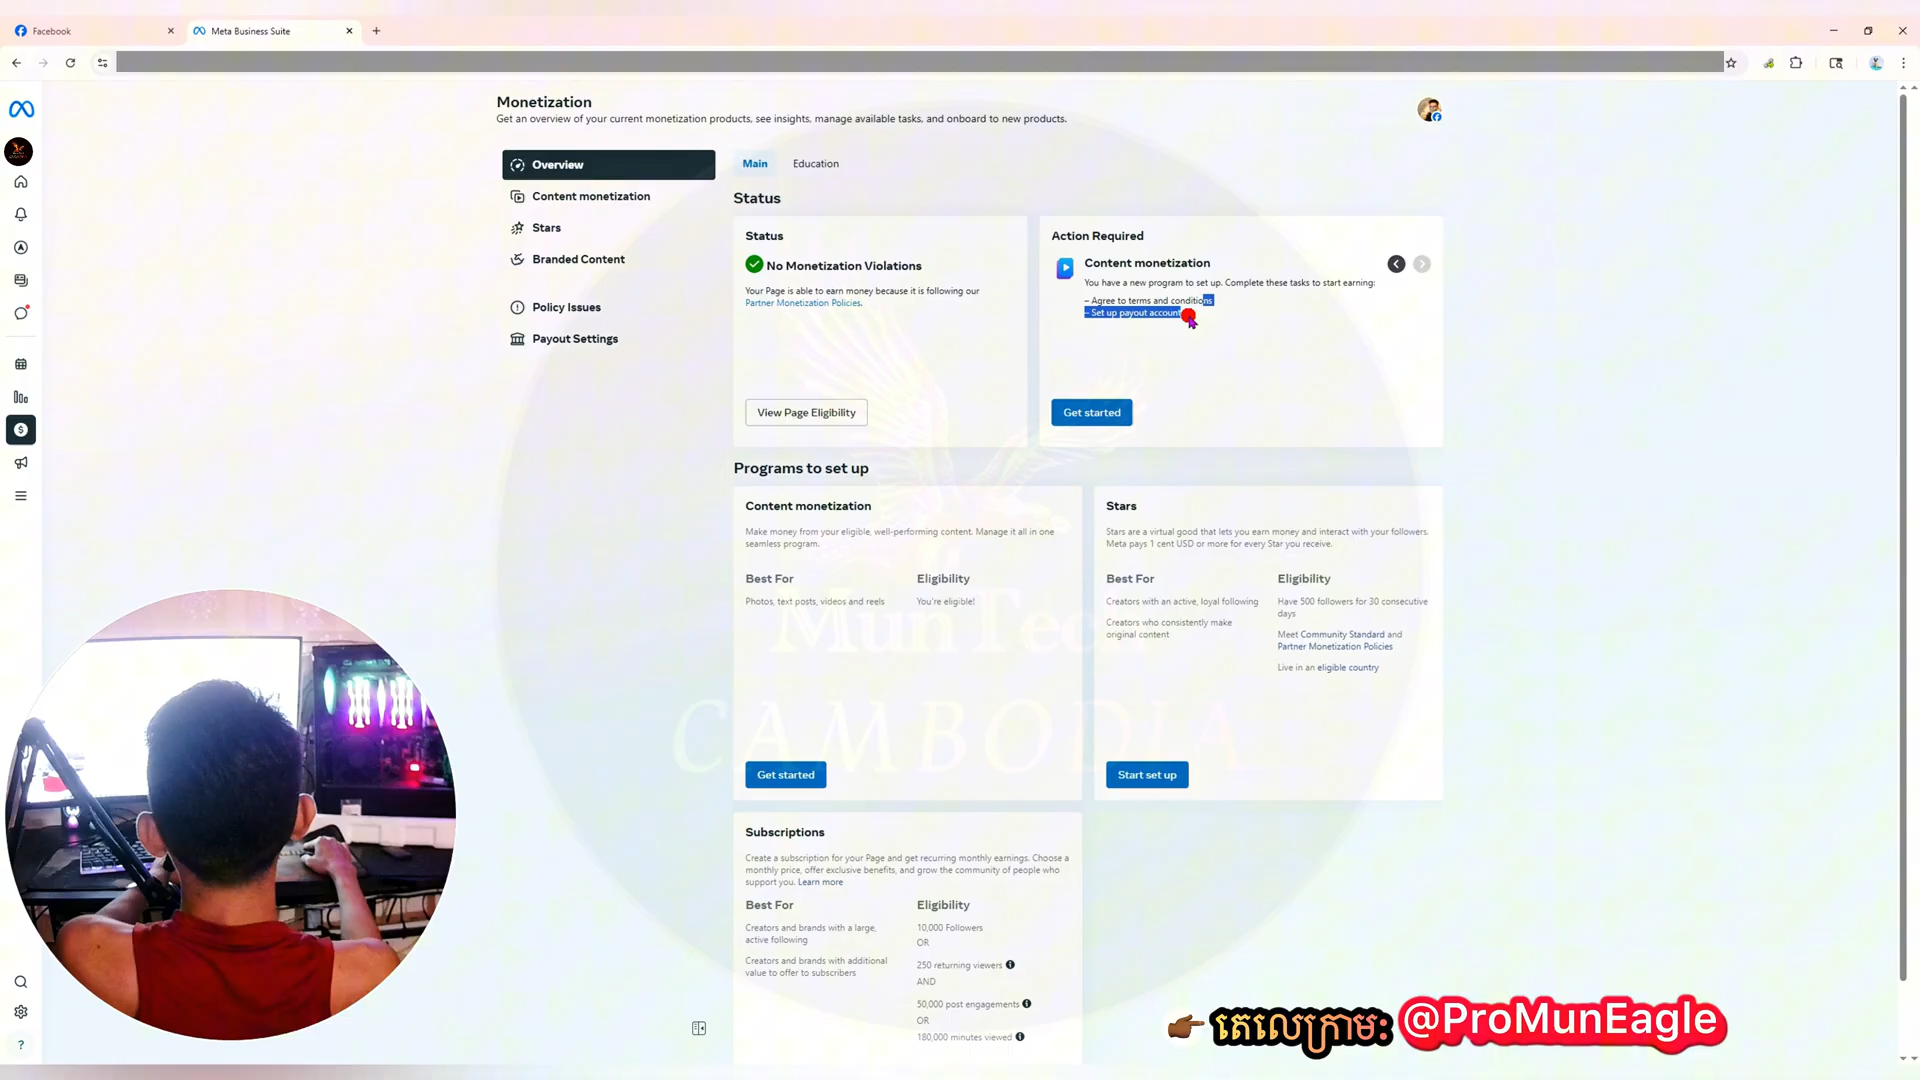 Facebook
Meta Business Suite
Monetization
Get an overview of your current monetization products, see insights, manage available tasks, and onboard to new products.
Overview
Content monetization
Stars
Branded Content
Policy Issues
Payout Settings
Main
Education
Status
Status
No Monetization Violations
Your Page is able to earn money because it is following our
Partner Monetization Policies.
View Page Eligibility
Action Required
Content monetization
You have a new program to set up. Complete these tasks to start earning:
– Agree to terms and conditions
– Set up payout account
Get started
Programs to set up
Content monetization
Make money from your eligible, well-performing content. Manage it all in one
seamless program.
Best For
Photos, text posts, videos and reels
Eligibility
You're eligible!
Get started
Stars
Stars are a virtual good that lets you earn money and interact with your followers.
Meta pays 1 cent USD or more for every Star you receive.
Best For
Creators with an active, loyal following
Creators who consistently make
original content
Eligibility
Have 500 followers for 30 consecutive
days
Meet Community Standard and
Partner Monetization Policies
Live in an eligible country
Start set up
Subscriptions
Create a subscription for your Page and get recurring monthly earnings. Choose a
monthly price, offer exclusive benefits, and grow the community of people who
support you. Learn more
Best For
Creators and brands with a large,
active following
Creators and brands with additional
value to offer to subscribers
Eligibility
10,000 Followers
OR
250 returning viewers
AND
50,000 post engagements
OR
180,000 minutes viewed
MunTech
CAMBODIA
តេលេក្រាម: @ProMunEagle